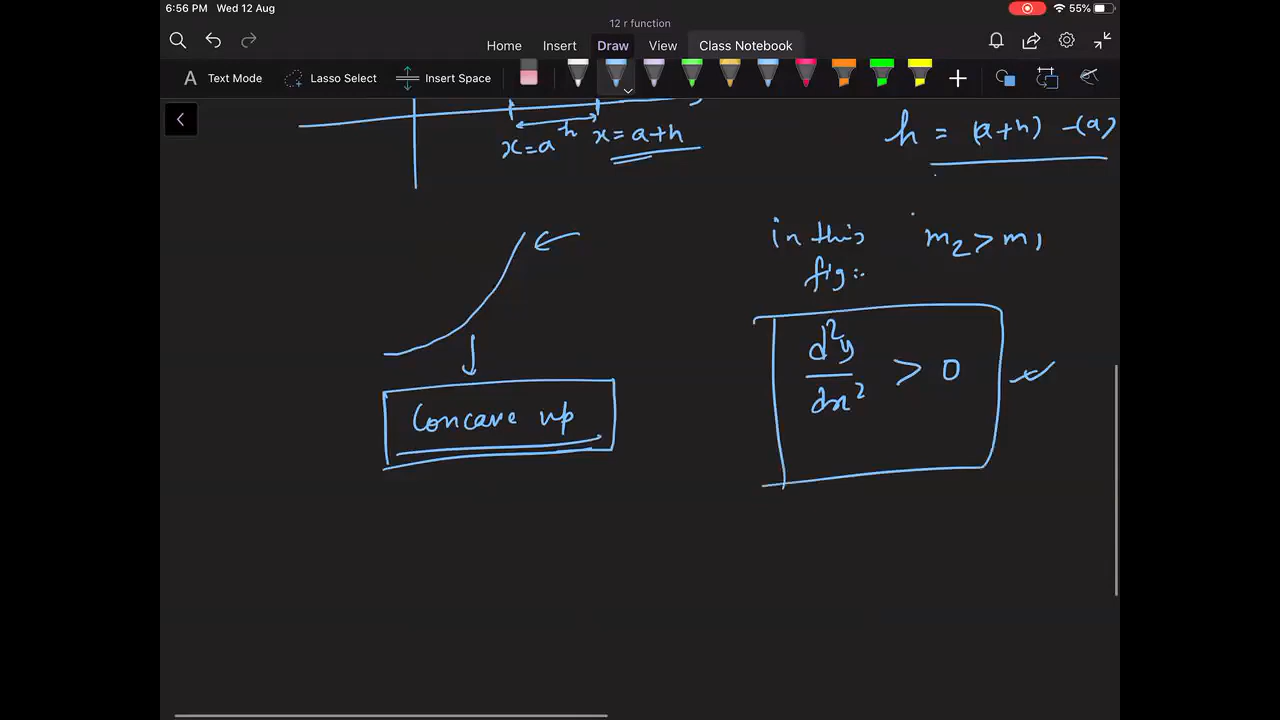 6:56 PM Wed 12 Aug
55%
12 r function
Home Insert Draw View Class Notebook
Text Mode Lasso Select Insert Space
h
x=a x=a+h
h = (a+h) -(a)
in this m₂>m₁
fig:
d²y/dx² > 0
Concave up